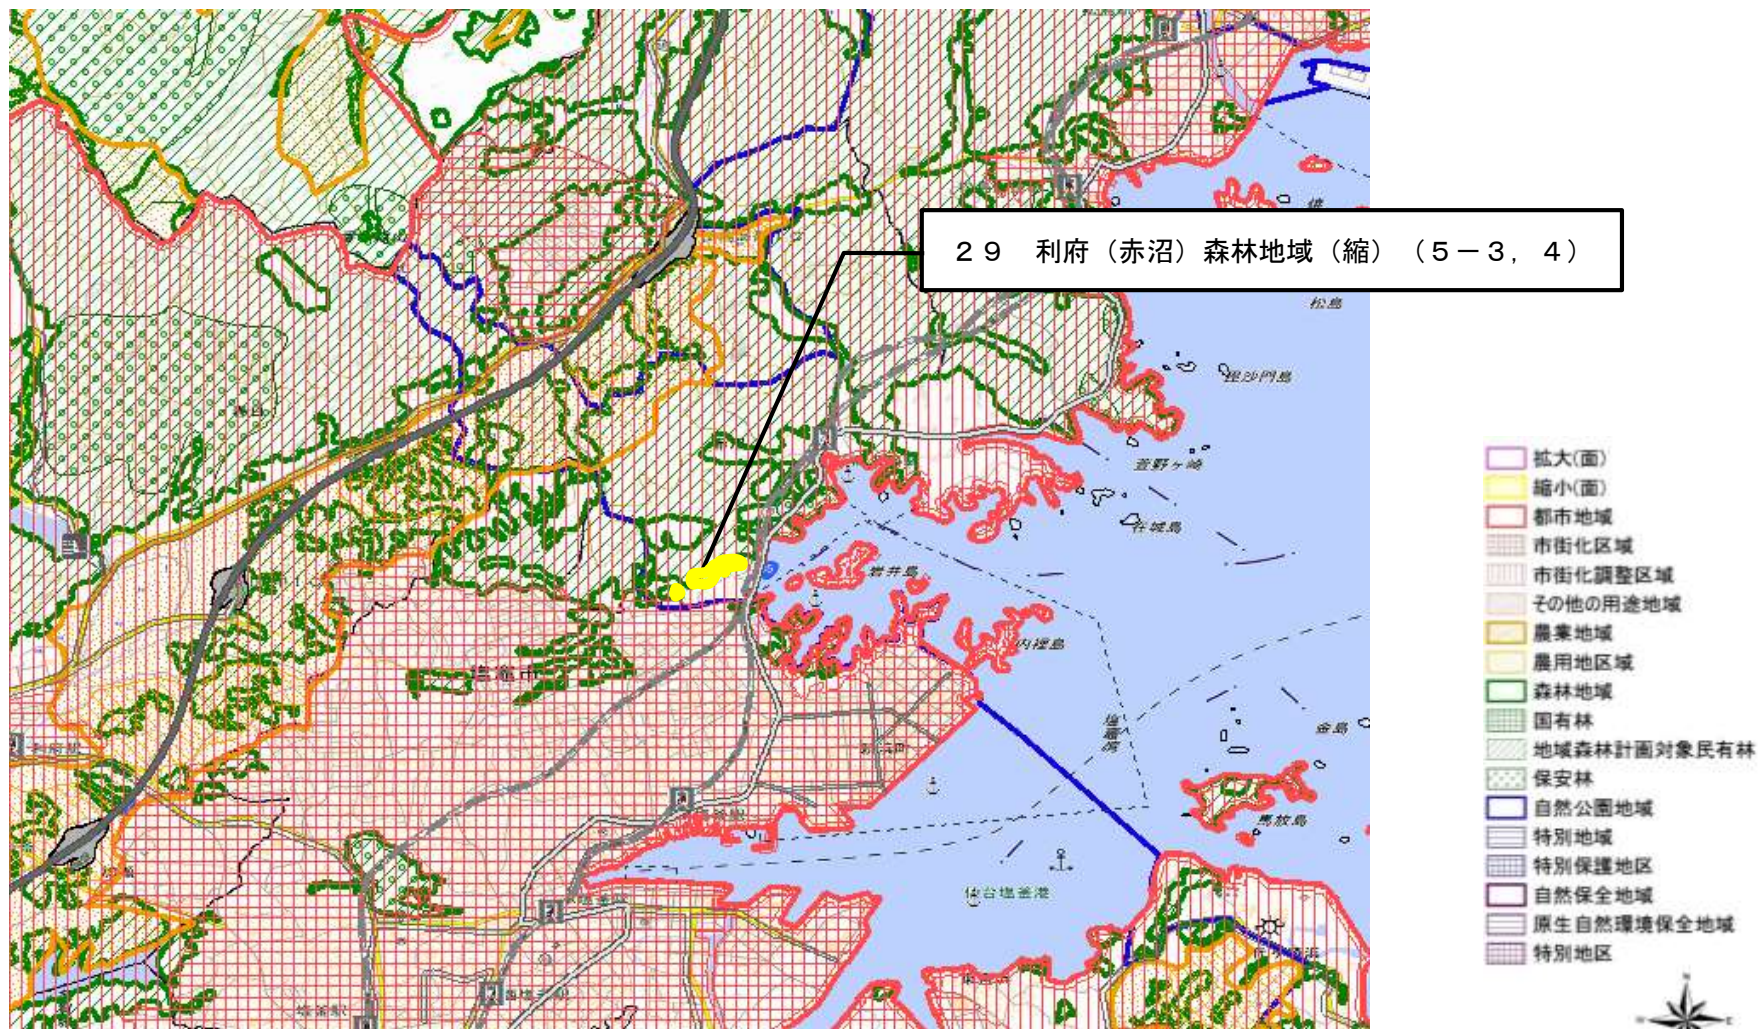 ２９　利府（赤沼）森林地域（縮）（５－３，４）
松島
毘沙門島
在城島
岩井島
内裡島
塩竈市
金島
馬放島
仙台塩釜港
拡大(面)
縮小(面)
都市地域
市街化区域
市街化調整区域
その他の用途地域
農業地域
農用地区域
森林地域
国有林
地域森林計画対象民有林
保安林
自然公園地域
特別地域
特別保護地区
自然保全地域
原生自然環境保全地域
特別地区